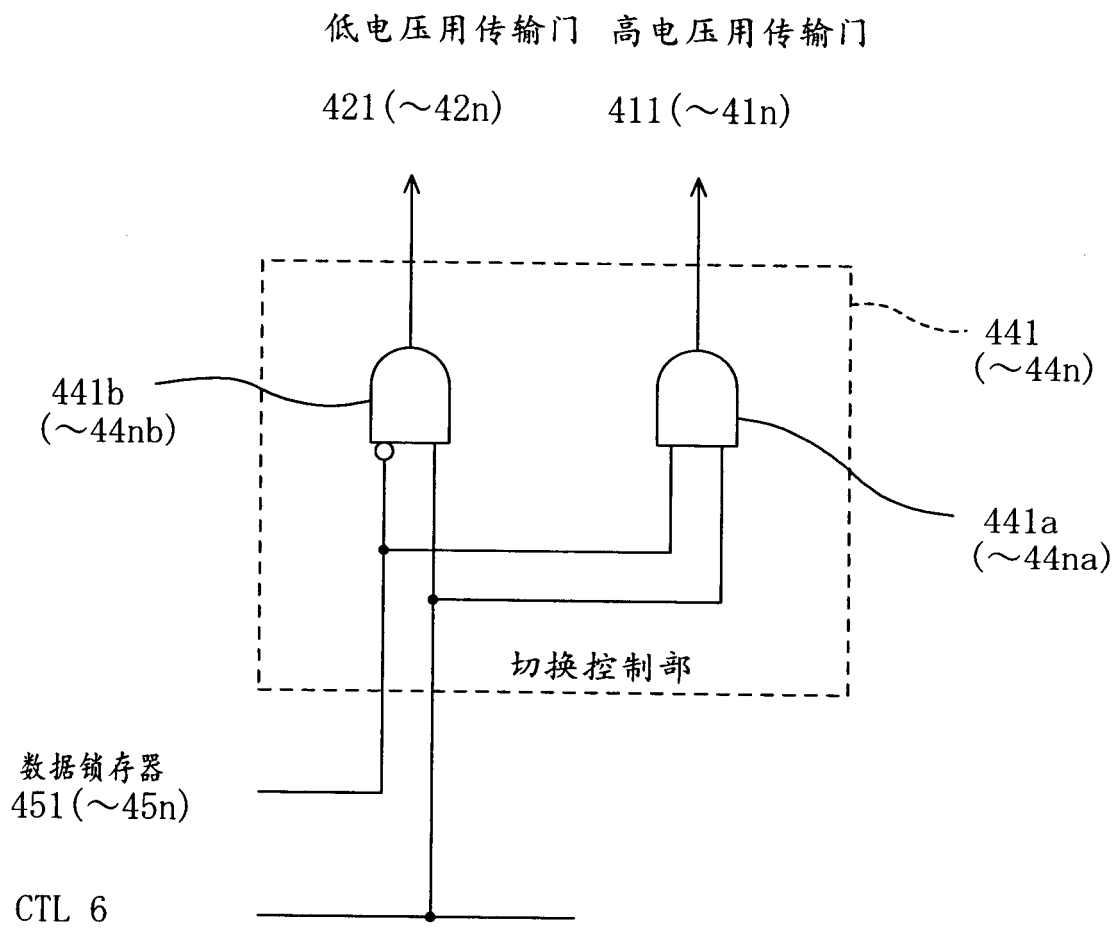 低电压用传输门 高电压用传输门
421(～42n) 411(～41n)
441
(～44n)
441b
(～44nb)
441a
(～44na)
切换控制部
数据锁存器
451(～45n)
CTL 6